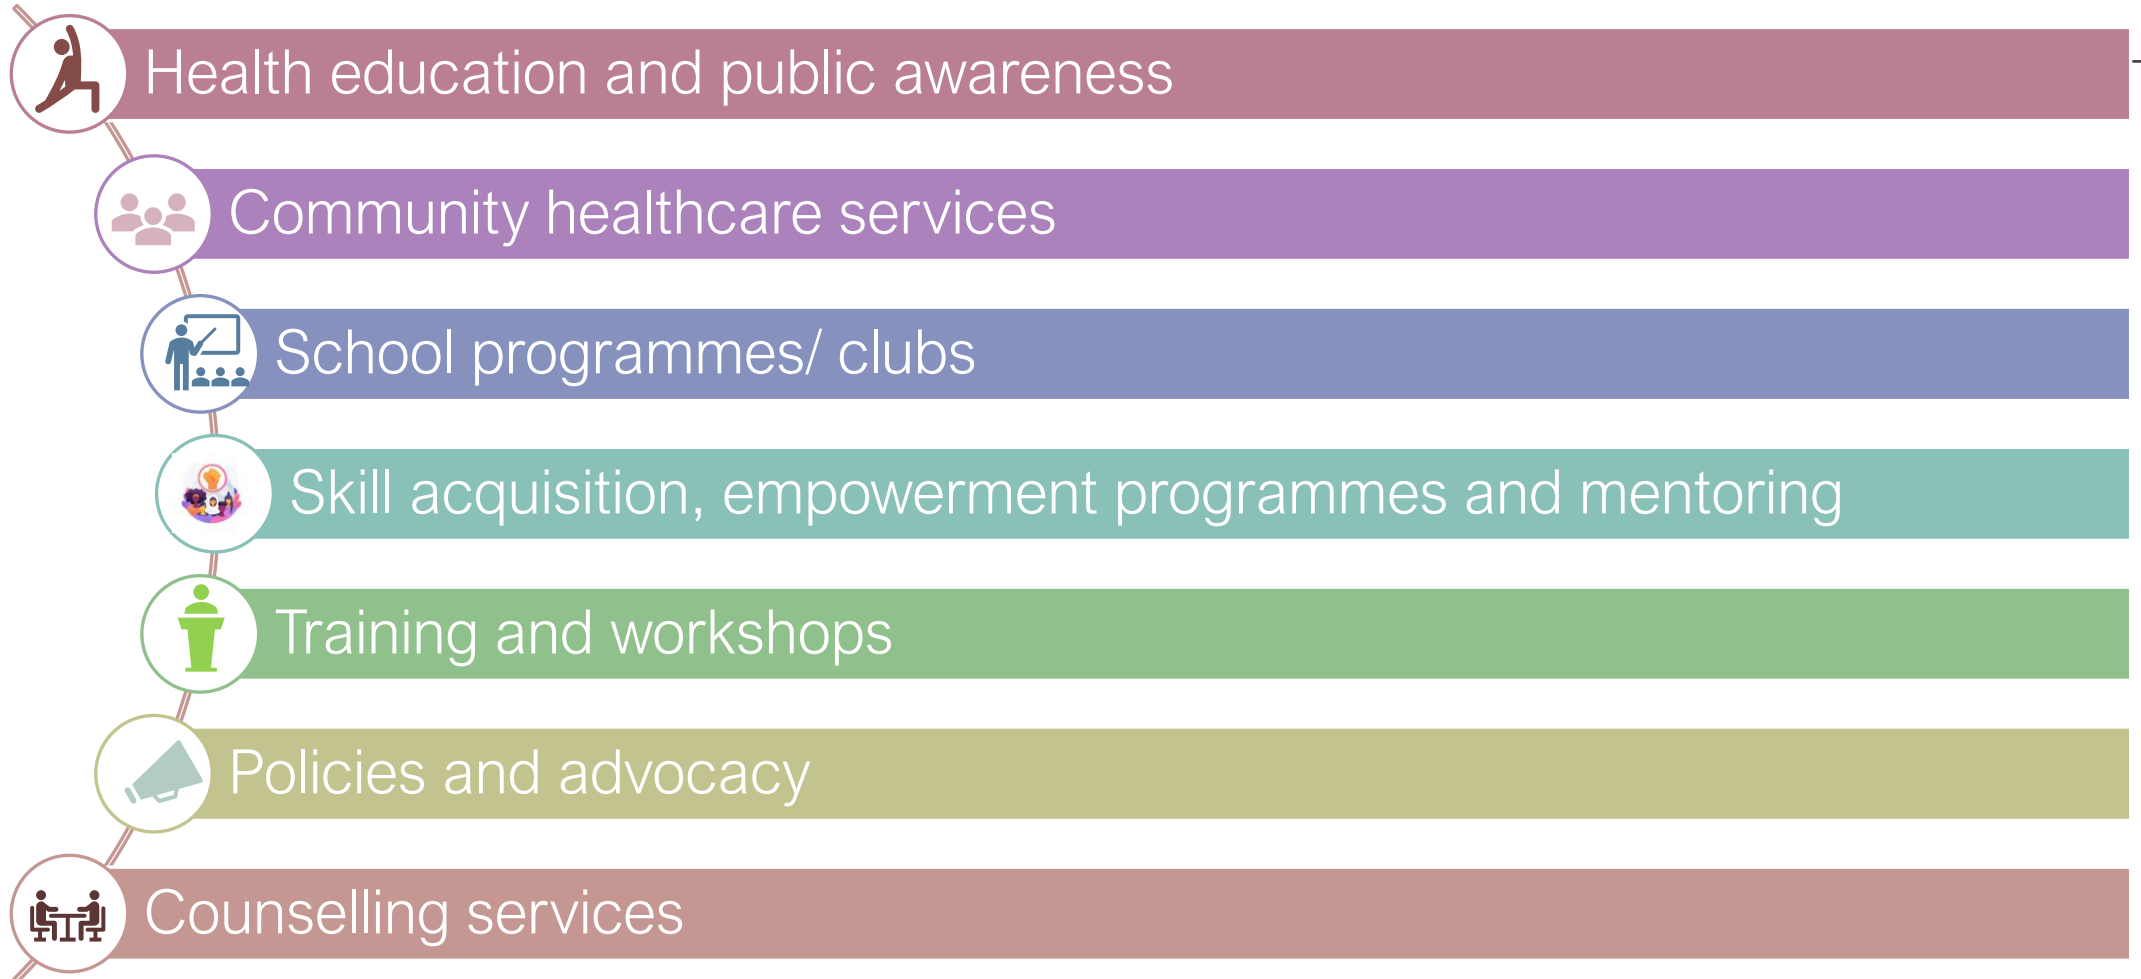 Health education and public awareness
Community healthcare services
School programmes/ clubs
Skill acquisition, empowerment programmes and mentoring
Training and workshops
Policies and advocacy
Counselling services